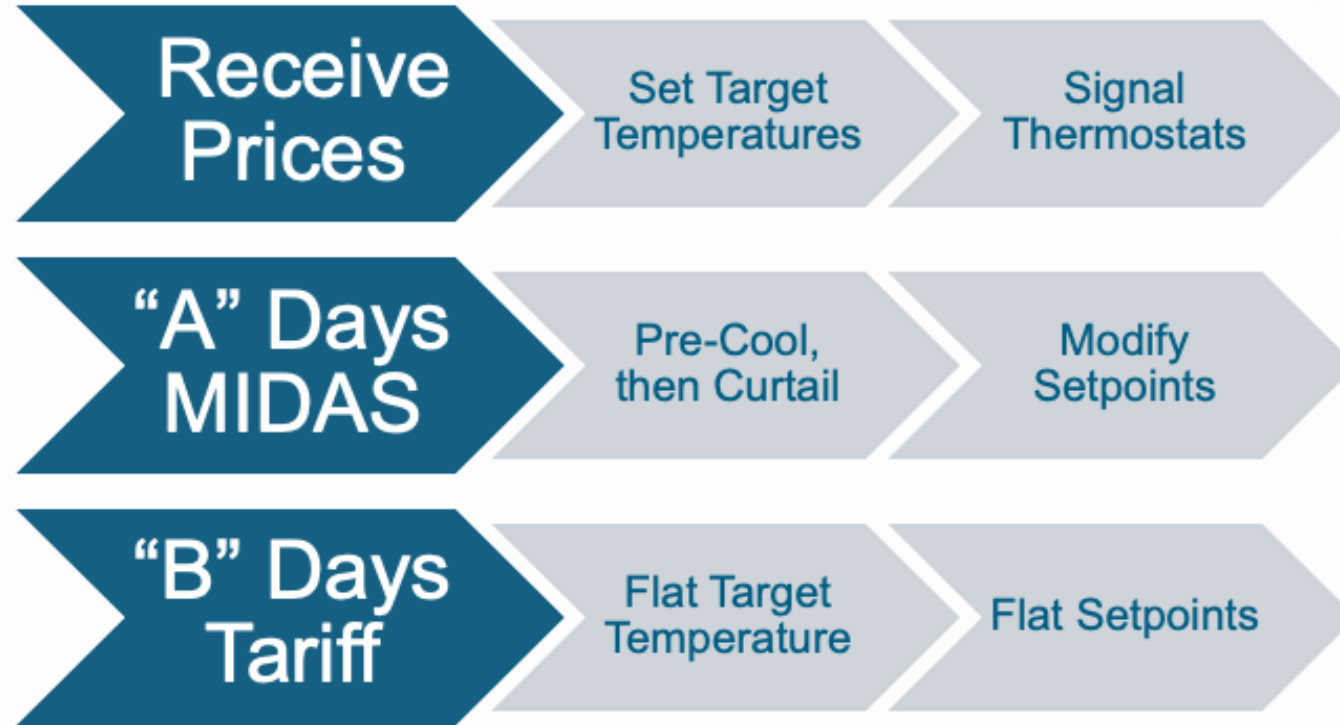 Receive
Prices
Set Target
Temperatures
Signal
Thermostats
“A” Days
MIDAS
Pre-Cool,
then Curtail
Modify
Setpoints
“B” Days
Tariff
Flat Target
Temperature
Flat Setpoints